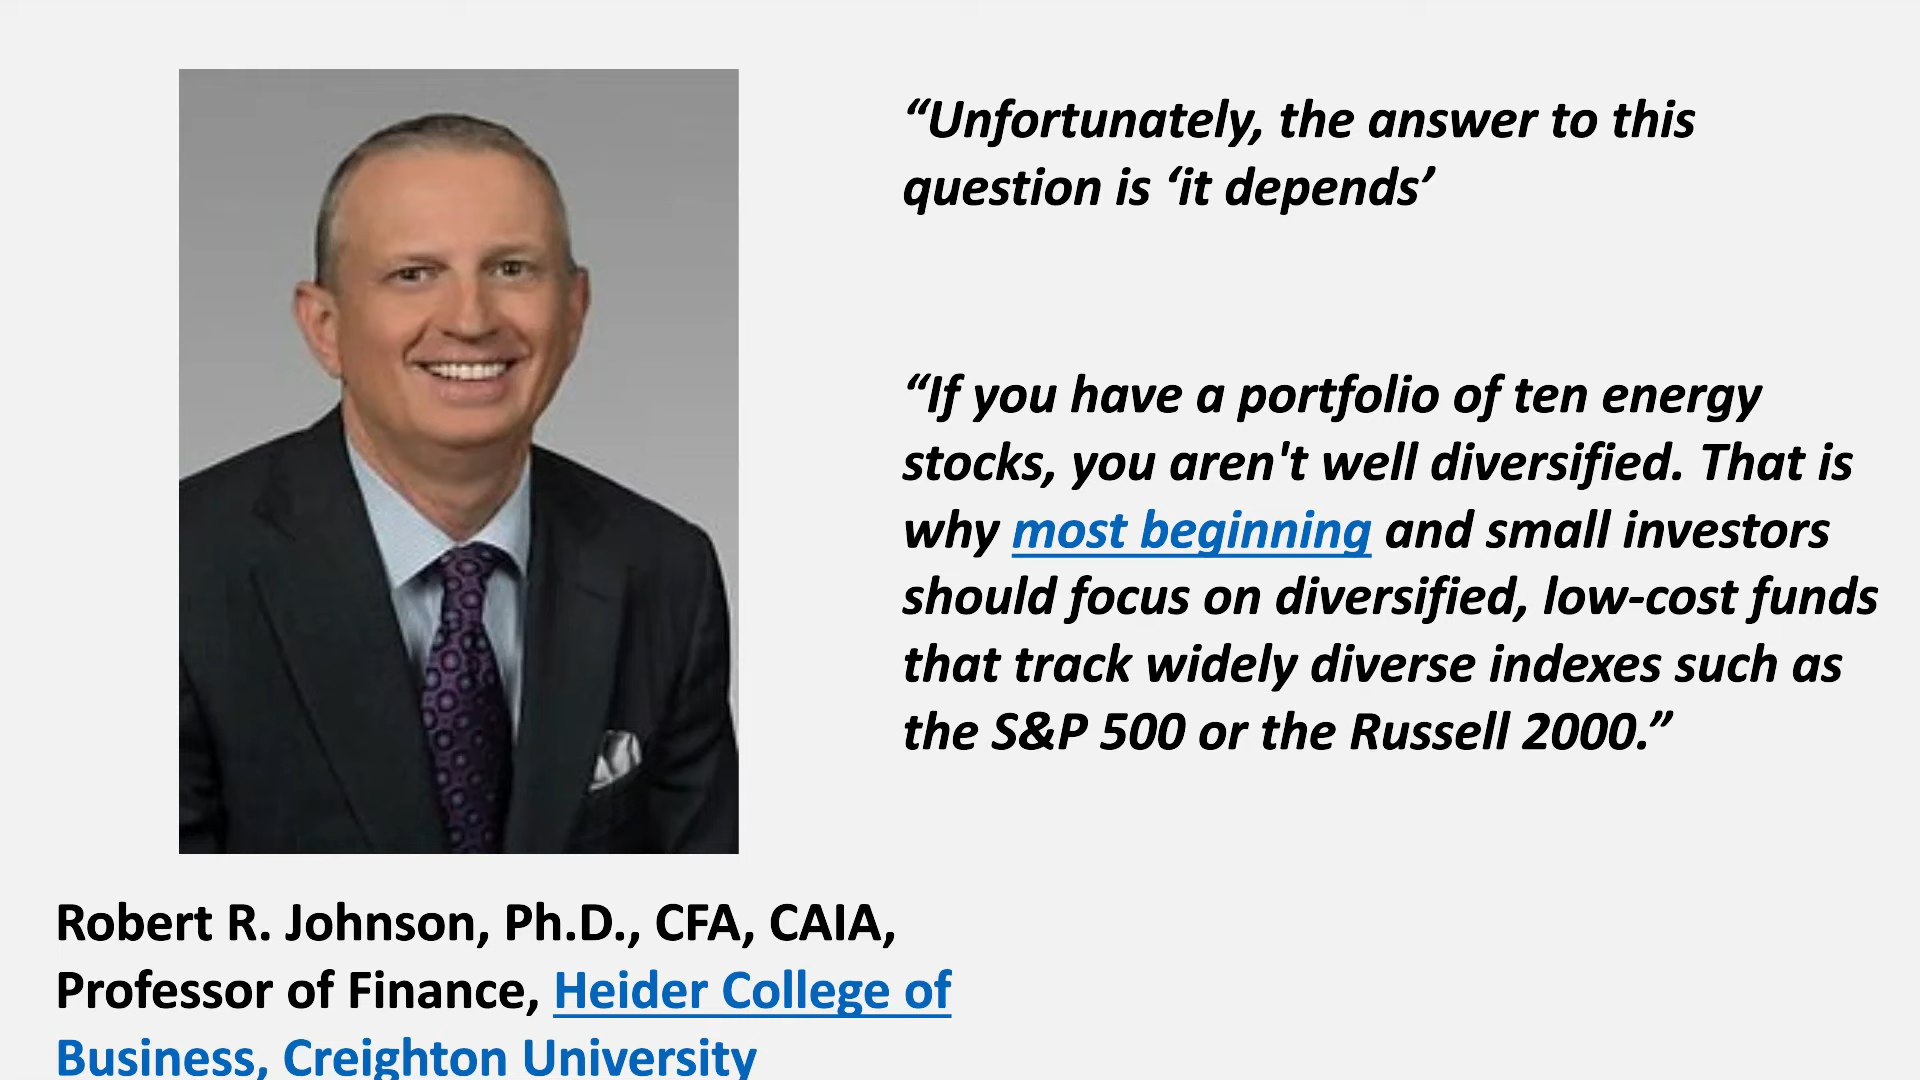 “Unfortunately, the answer to this
question is ‘it depends’
“If you have a portfolio of ten energy
stocks, you aren't well diversified. That is
why most beginning and small investors
should focus on diversified, low-cost funds
that track widely diverse indexes such as
the S&P 500 or the Russell 2000.”
Robert R. Johnson, Ph.D., CFA, CAIA,
Professor of Finance, Heider College of
Business, Creighton University